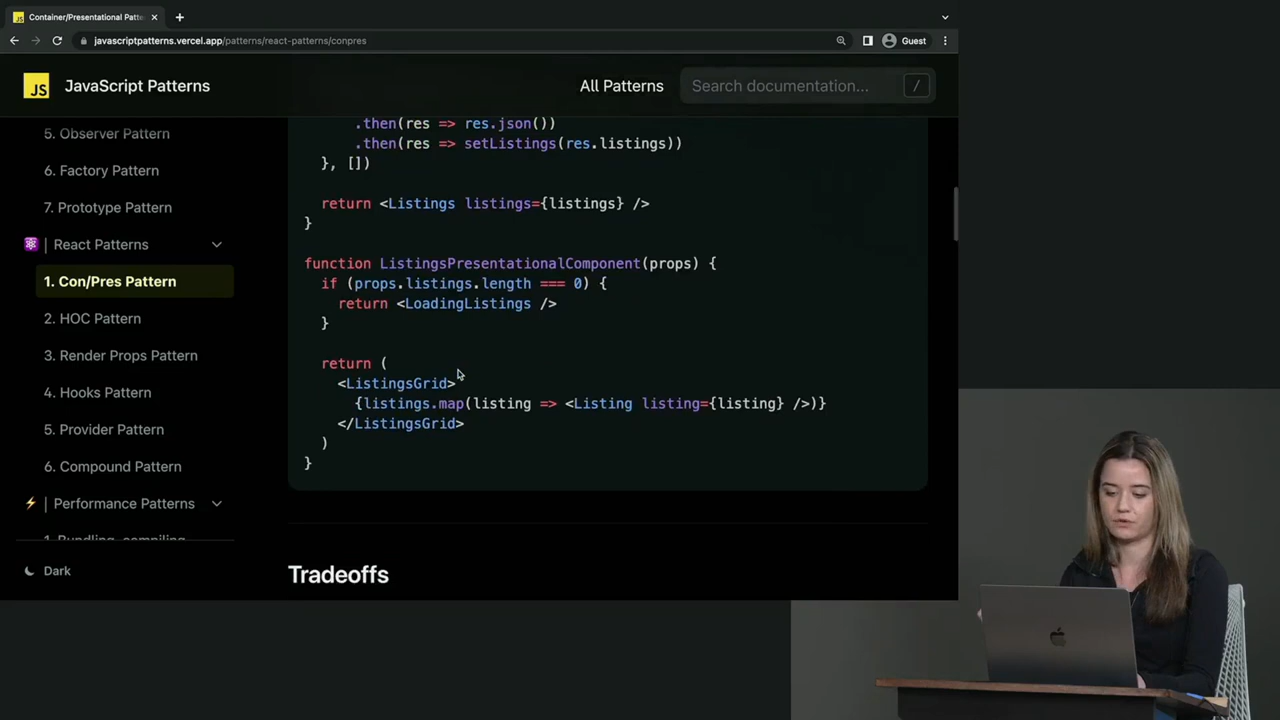 Container/Presentational Patte
javascriptpatterns.vercel.app/patterns/react-patterns/conpres
Guest
JS
JavaScript Patterns
All Patterns
Search documentation...
/
5. Observer Pattern
6. Factory Pattern
7. Prototype Pattern
| React Patterns
1. Con/Pres Pattern
2. HOC Pattern
3. Render Props Pattern
4. Hooks Pattern
5. Provider Pattern
6. Compound Pattern
| Performance Patterns
1. Bundling, compiling
Dark
.then(res => res.json())
.then(res => setListings(res.listings))
}, [])
return <Listings listings={listings} />
}
function ListingsPresentationalComponent(props) {
if (props.listings.length === 0) {
return <LoadingListings />
}
return (
<ListingsGrid>
{listings.map(listing => <Listing listing={listing} />)}
</ListingsGrid>
)
}
Tradeoffs